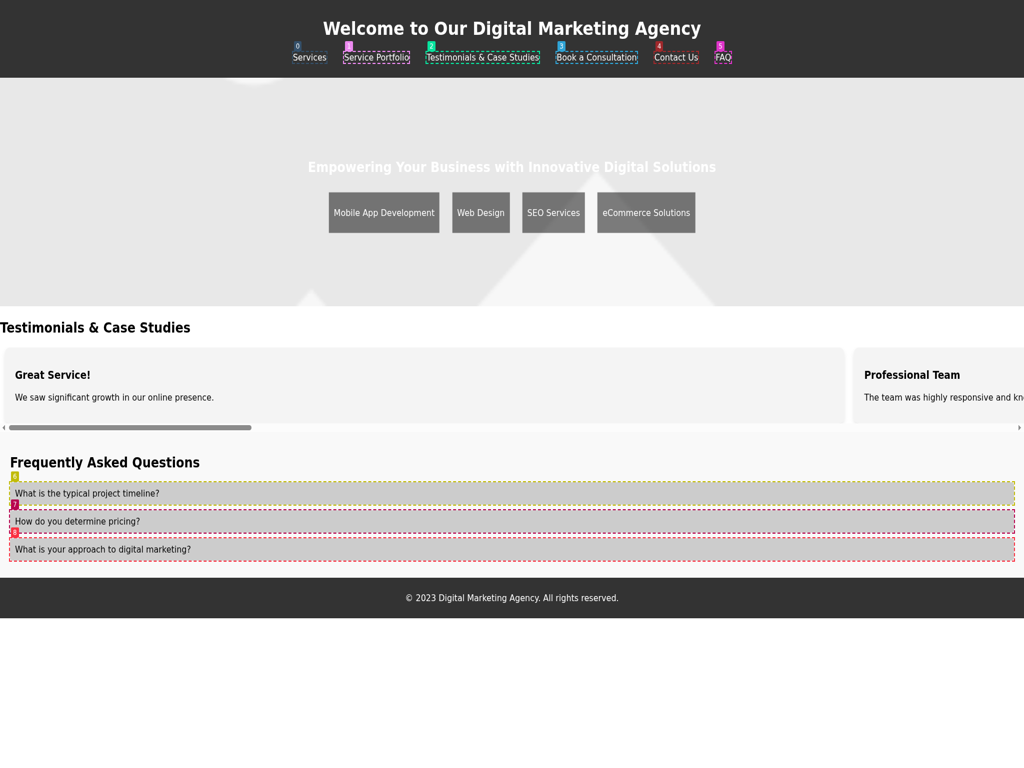 Welcome to Our Digital Marketing Agency
0 1 2 3 4 5
Services Service Portfolio Testimonials & Case Studies Book a Consultation Contact Us FAQ
Empowering Your Business with Innovative Digital Solutions
Mobile App Development Web Design SEO Services eCommerce Solutions
Testimonials & Case Studies
Great Service!
We saw significant growth in our online presence.
Professional Team
The team was highly responsive and
Frequently Asked Questions
6
What is the typical project timeline?
7
How do you determine pricing?
8
What is your approach to digital marketing?
© 2023 Digital Marketing Agency. All rights reserved.